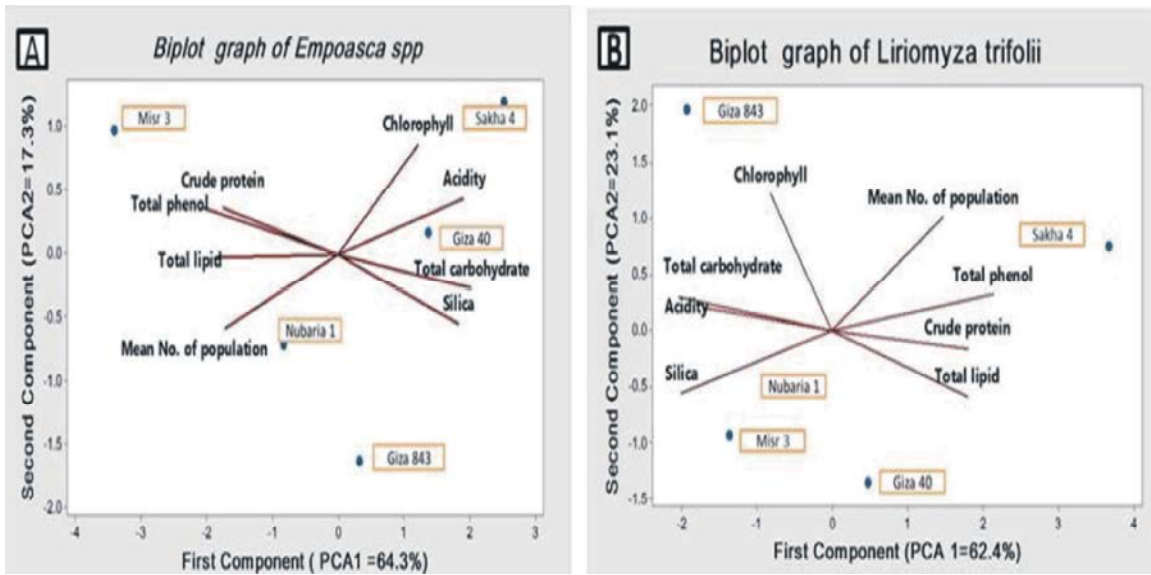 A
Biplot graph of Empoasca spp
Second Component (PCA2=17.3%)
1.0
0.5
0.0
-0.5
-1.0
-1.5
-2.0
Misr 3
Sakha 4
Chlorophyll
Crude protein
Acidity
Total phenol
Giza 40
Total lipid
Total carbohydrate
Silica
Nubaria 1
Mean No. of population
Giza 843
-4
-3
-2
-1
0
1
2
3
First Component ( PCA1 =64.3%)
B
Biplot graph of Liriomyza trifolii
Second Component (PCA2=23.1%)
2.0
1.5
1.0
0.5
0.0
-0.5
-1.0
-1.5
Giza 843
Chlorophyll
Mean No. of population
Sakha 4
Total carbohydrate
Total phenol
Acidity
Crude protein
Silica
Total lipid
Nubaria 1
Misr 3
Giza 40
-2
-1
0
1
2
3
4
First Component (PCA 1=62.4%)